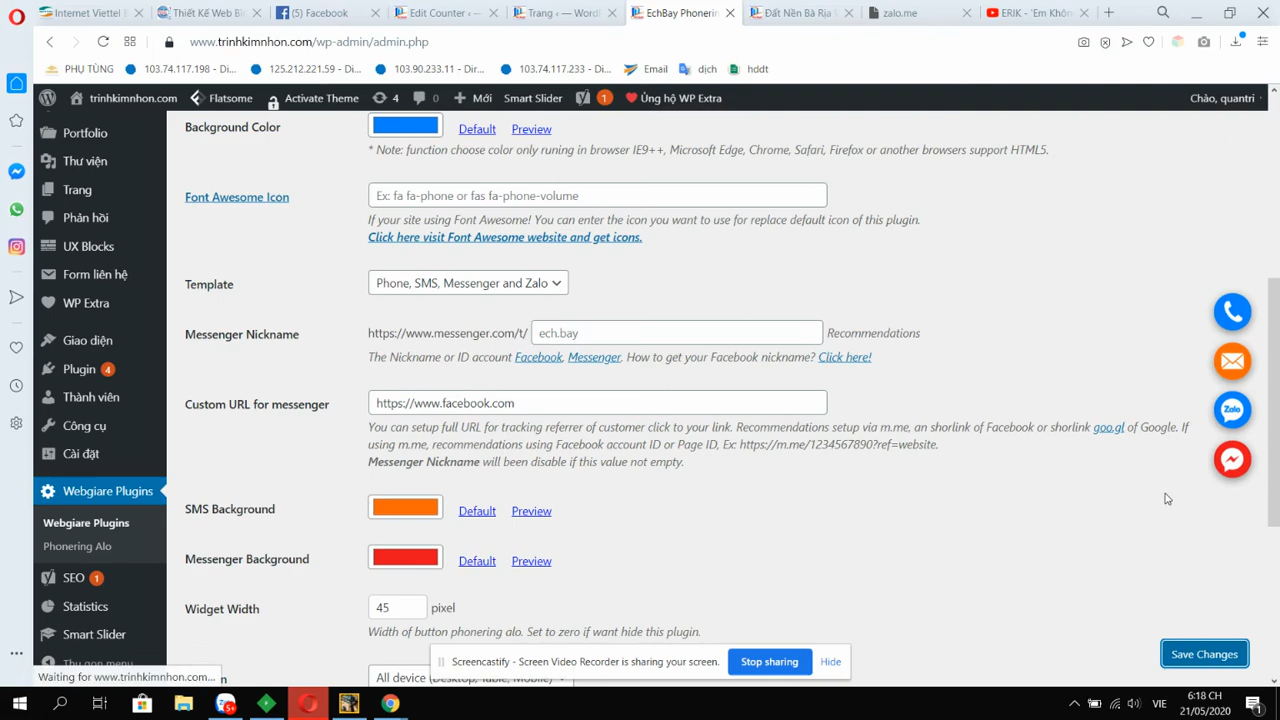 Internet Viettel
Thiết Kế Web Bl
(5) Facebook
Edit Counter ‹
Trang ‹ — Word
EchBay Phonerin
Đất Nền Bà Rịa
zalo.me
ERIK - 'Em Khôn
www.trinhkimnhon.com/wp-admin/admin.php
PHỤ TÙNG
103.74.117.198 - Di...
125.212.221.59 - Di...
103.90.233.11 - Di...
103.74.117.233 - Di...
Email
dịch
hddt
trinhkimnhon.com
Flatsome
Activate Theme
4
0
Mới
Smart Slider
1
Ủng hộ WP Extra
Chào, quantri
Portfolio
Thư viện
Trang
Phản hồi
UX Blocks
Form liên hệ
WP Extra
Giao diện
Plugin 4
Thành viên
Công cụ
Cài đặt
Webgiare Plugins
Webgiare Plugins
Phonering Alo
SEO 1
Statistics
Smart Slider
Thu gọn menu
Background Color
Default
Preview
* Note: function choose color only runing in browser IE9++, Microsoft Edge, Chrome, Safari, Firefox or another browsers support HTML5.
Font Awesome Icon
Ex: fa fa-phone or fas fa-phone-volume
If your site using Font Awesome! You can enter the icon you want to use for replace default icon of this plugin.
Click here visit Font Awesome website and get icons.
Template
Phone, SMS, Messenger and Zalo
Messenger Nickname
https://www.messenger.com/t/
ech.bay
Recommendations
The Nickname or ID account Facebook, Messenger. How to get your Facebook nickname? Click here!
Custom URL for messenger
https://www.facebook.com
You can setup full URL for tracking referrer of customer click to your link. Recommendations setup via m.me, an shorlink of Facebook or shorlink goo.gl of Google. If
using m.me, recommendations using Facebook account ID or Page ID, Ex: https://m.me/1234567890?ref=website.
Messenger Nickname will be disable if this value not empty.
SMS Background
Default
Preview
Messenger Background
Default
Preview
Widget Width
45
pixel
Width of button phonering alo. Set to zero if want hide this plugin.
All device (Desktop, Table, Mobile)
Zalo
Save Changes
Screencastify - Screen Video Recorder is sharing your screen.
Stop sharing
Hide
Waiting for www.trinhkimnhon.com...
5+
VIE
6:18 CH
21/05/2020
1